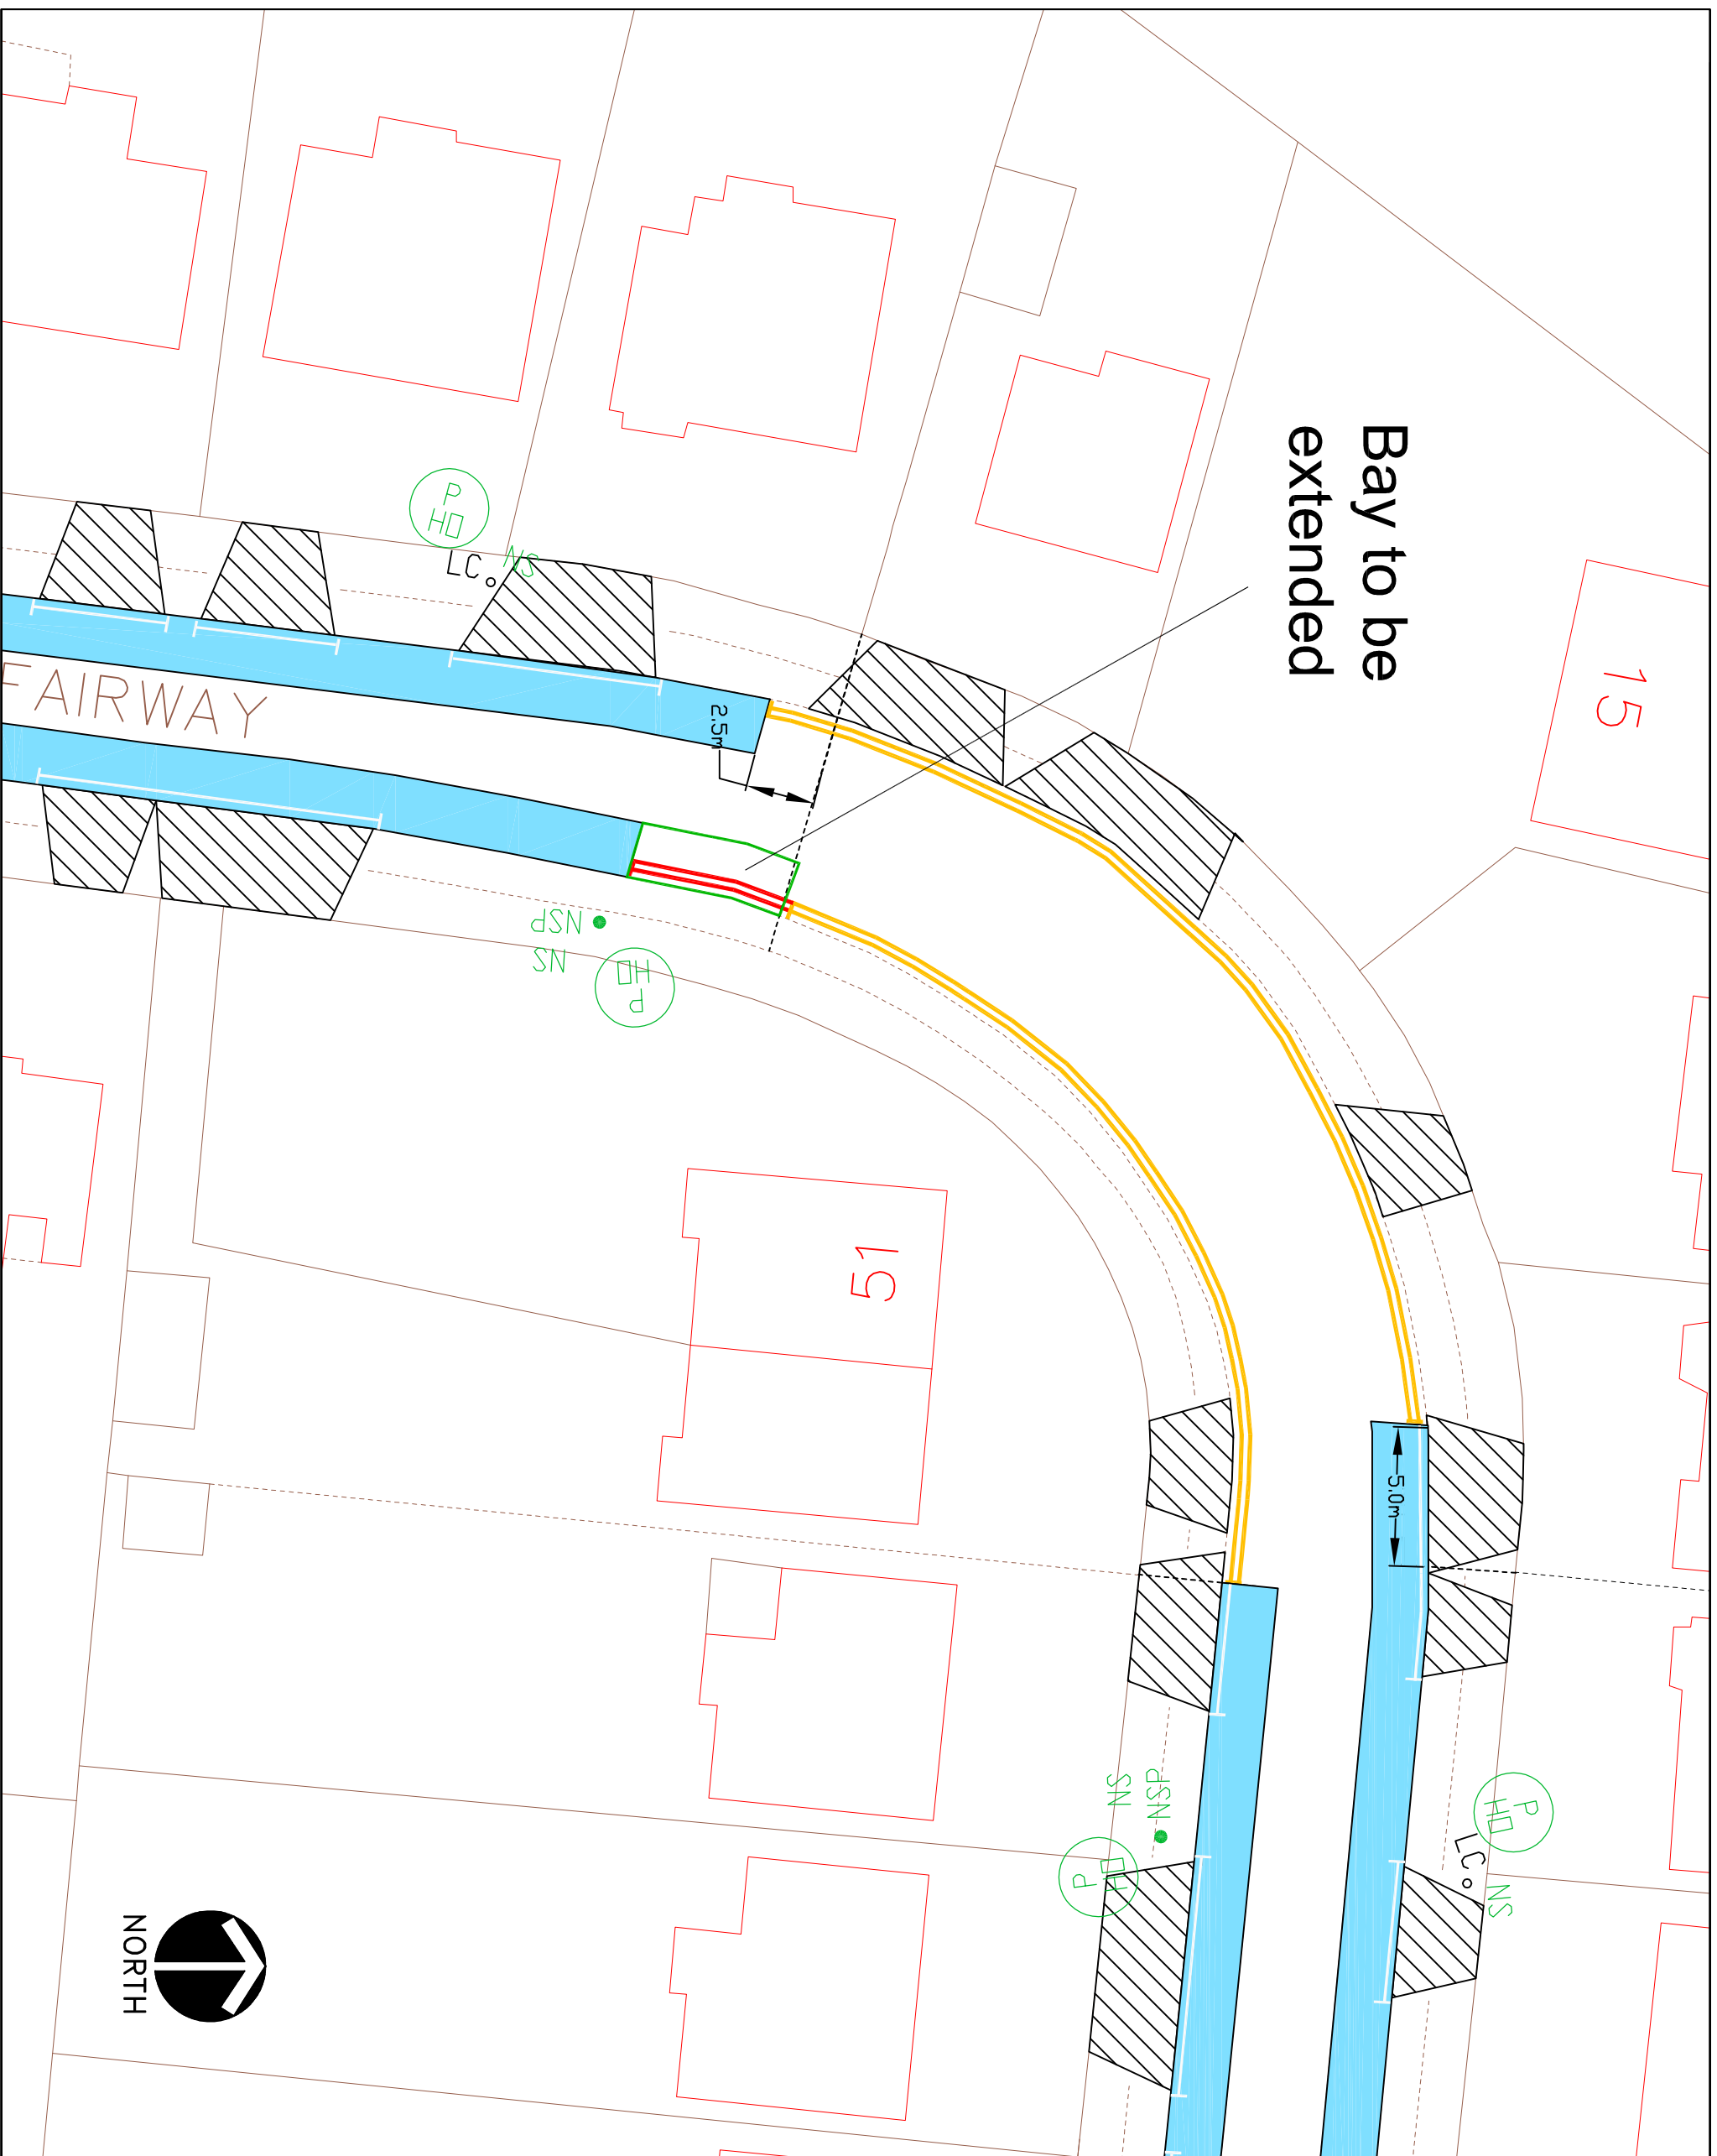 Bay to be
extended
15
P
HD
LC
NS
FAIRWAY
2.5m
NSP
NS
P
HD
51
5.0m
NS
NSP
P
HD
P
HD
LC
NS
NORTH